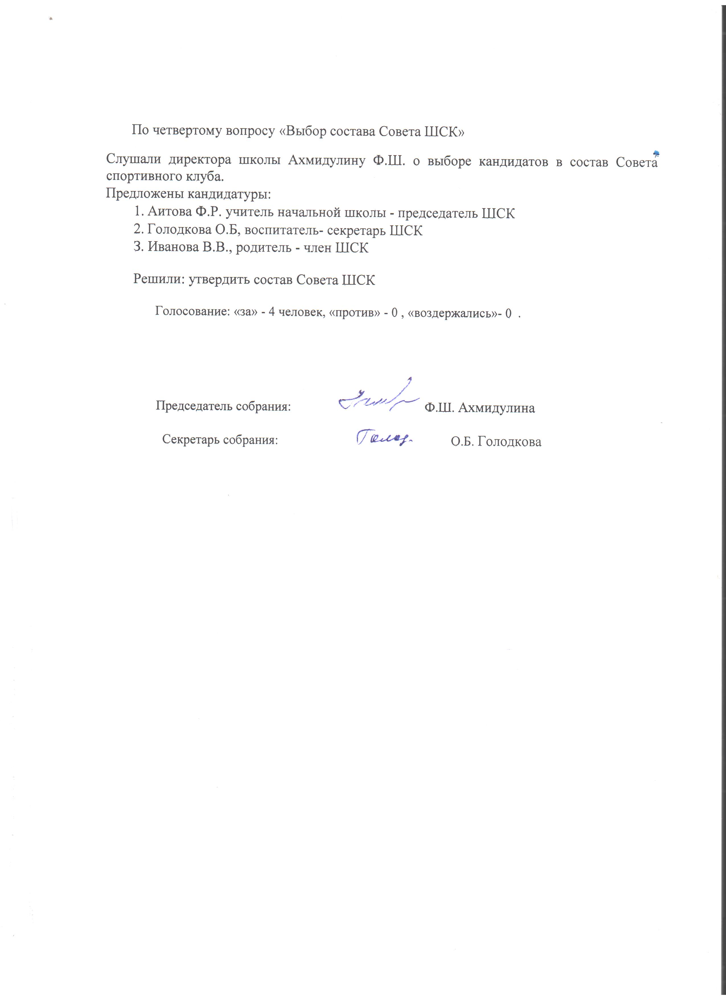 По четвертому вопросу «Выбор состава Совета ШСК»
Слушали директора школы Ахмидулину Ф.Ш. о выборе кандидатов в состав Совета
спортивного клуба.
Предложены кандидатуры:
1. Аитова Ф.Р. учитель начальной школы - председатель ШСК
2. Голодкова О.Б, воспитатель- секретарь ШСК
3. Иванова В.В., родитель - член ШСК
Решили: утвердить состав Совета ШСК
Голосование: «за» - 4 человек, «против» - 0 , «воздержались»- 0 .
Председатель собрания: Ф.Ш. Ахмидулина
Секретарь собрания: Голод. О.Б. Голодкова